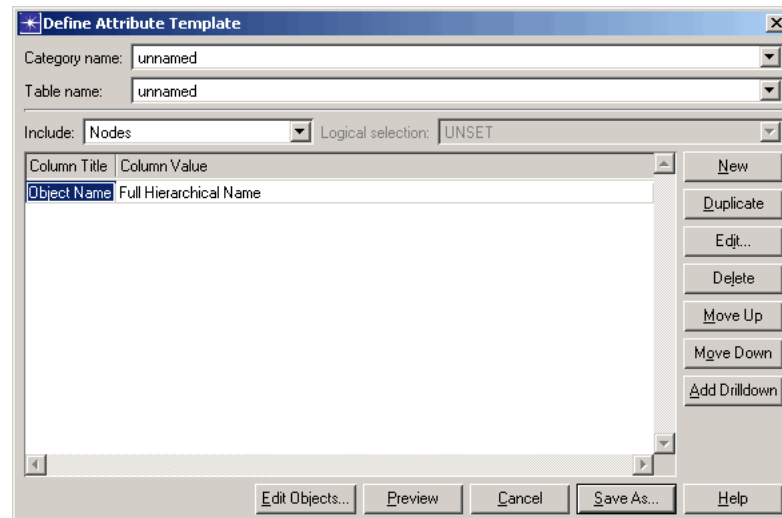 Define Attribute Template
Category name: unnamed
Table name: unnamed
Include: Nodes Logical selection: UNSET
Column Title Column Value
Object Name Full Hierarchical Name
New
Duplicate
Edit...
Delete
Move Up
Move Down
Add Drilldown
Edit Objects... Preview Cancel Save As... Help